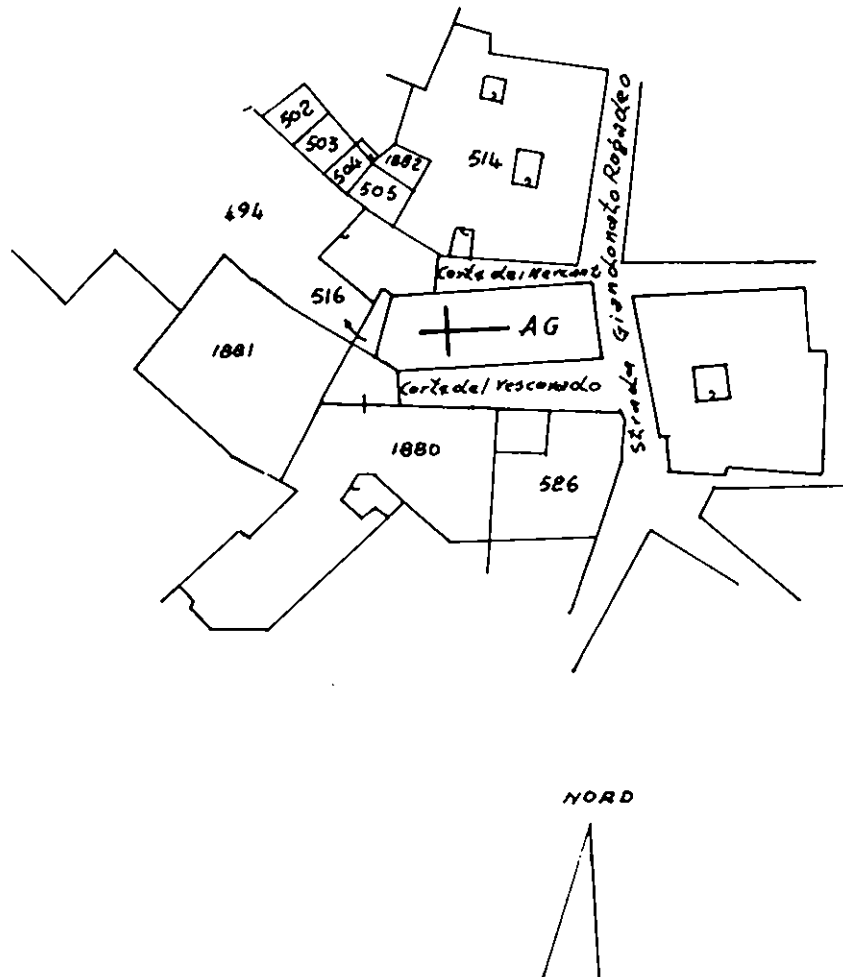 502
503
504
1882
505
514
494
516
1881
Corte dei Mercant
AG
Corte del Vescovado
Strada Giandonato Rogadeo
1880
526
NORD